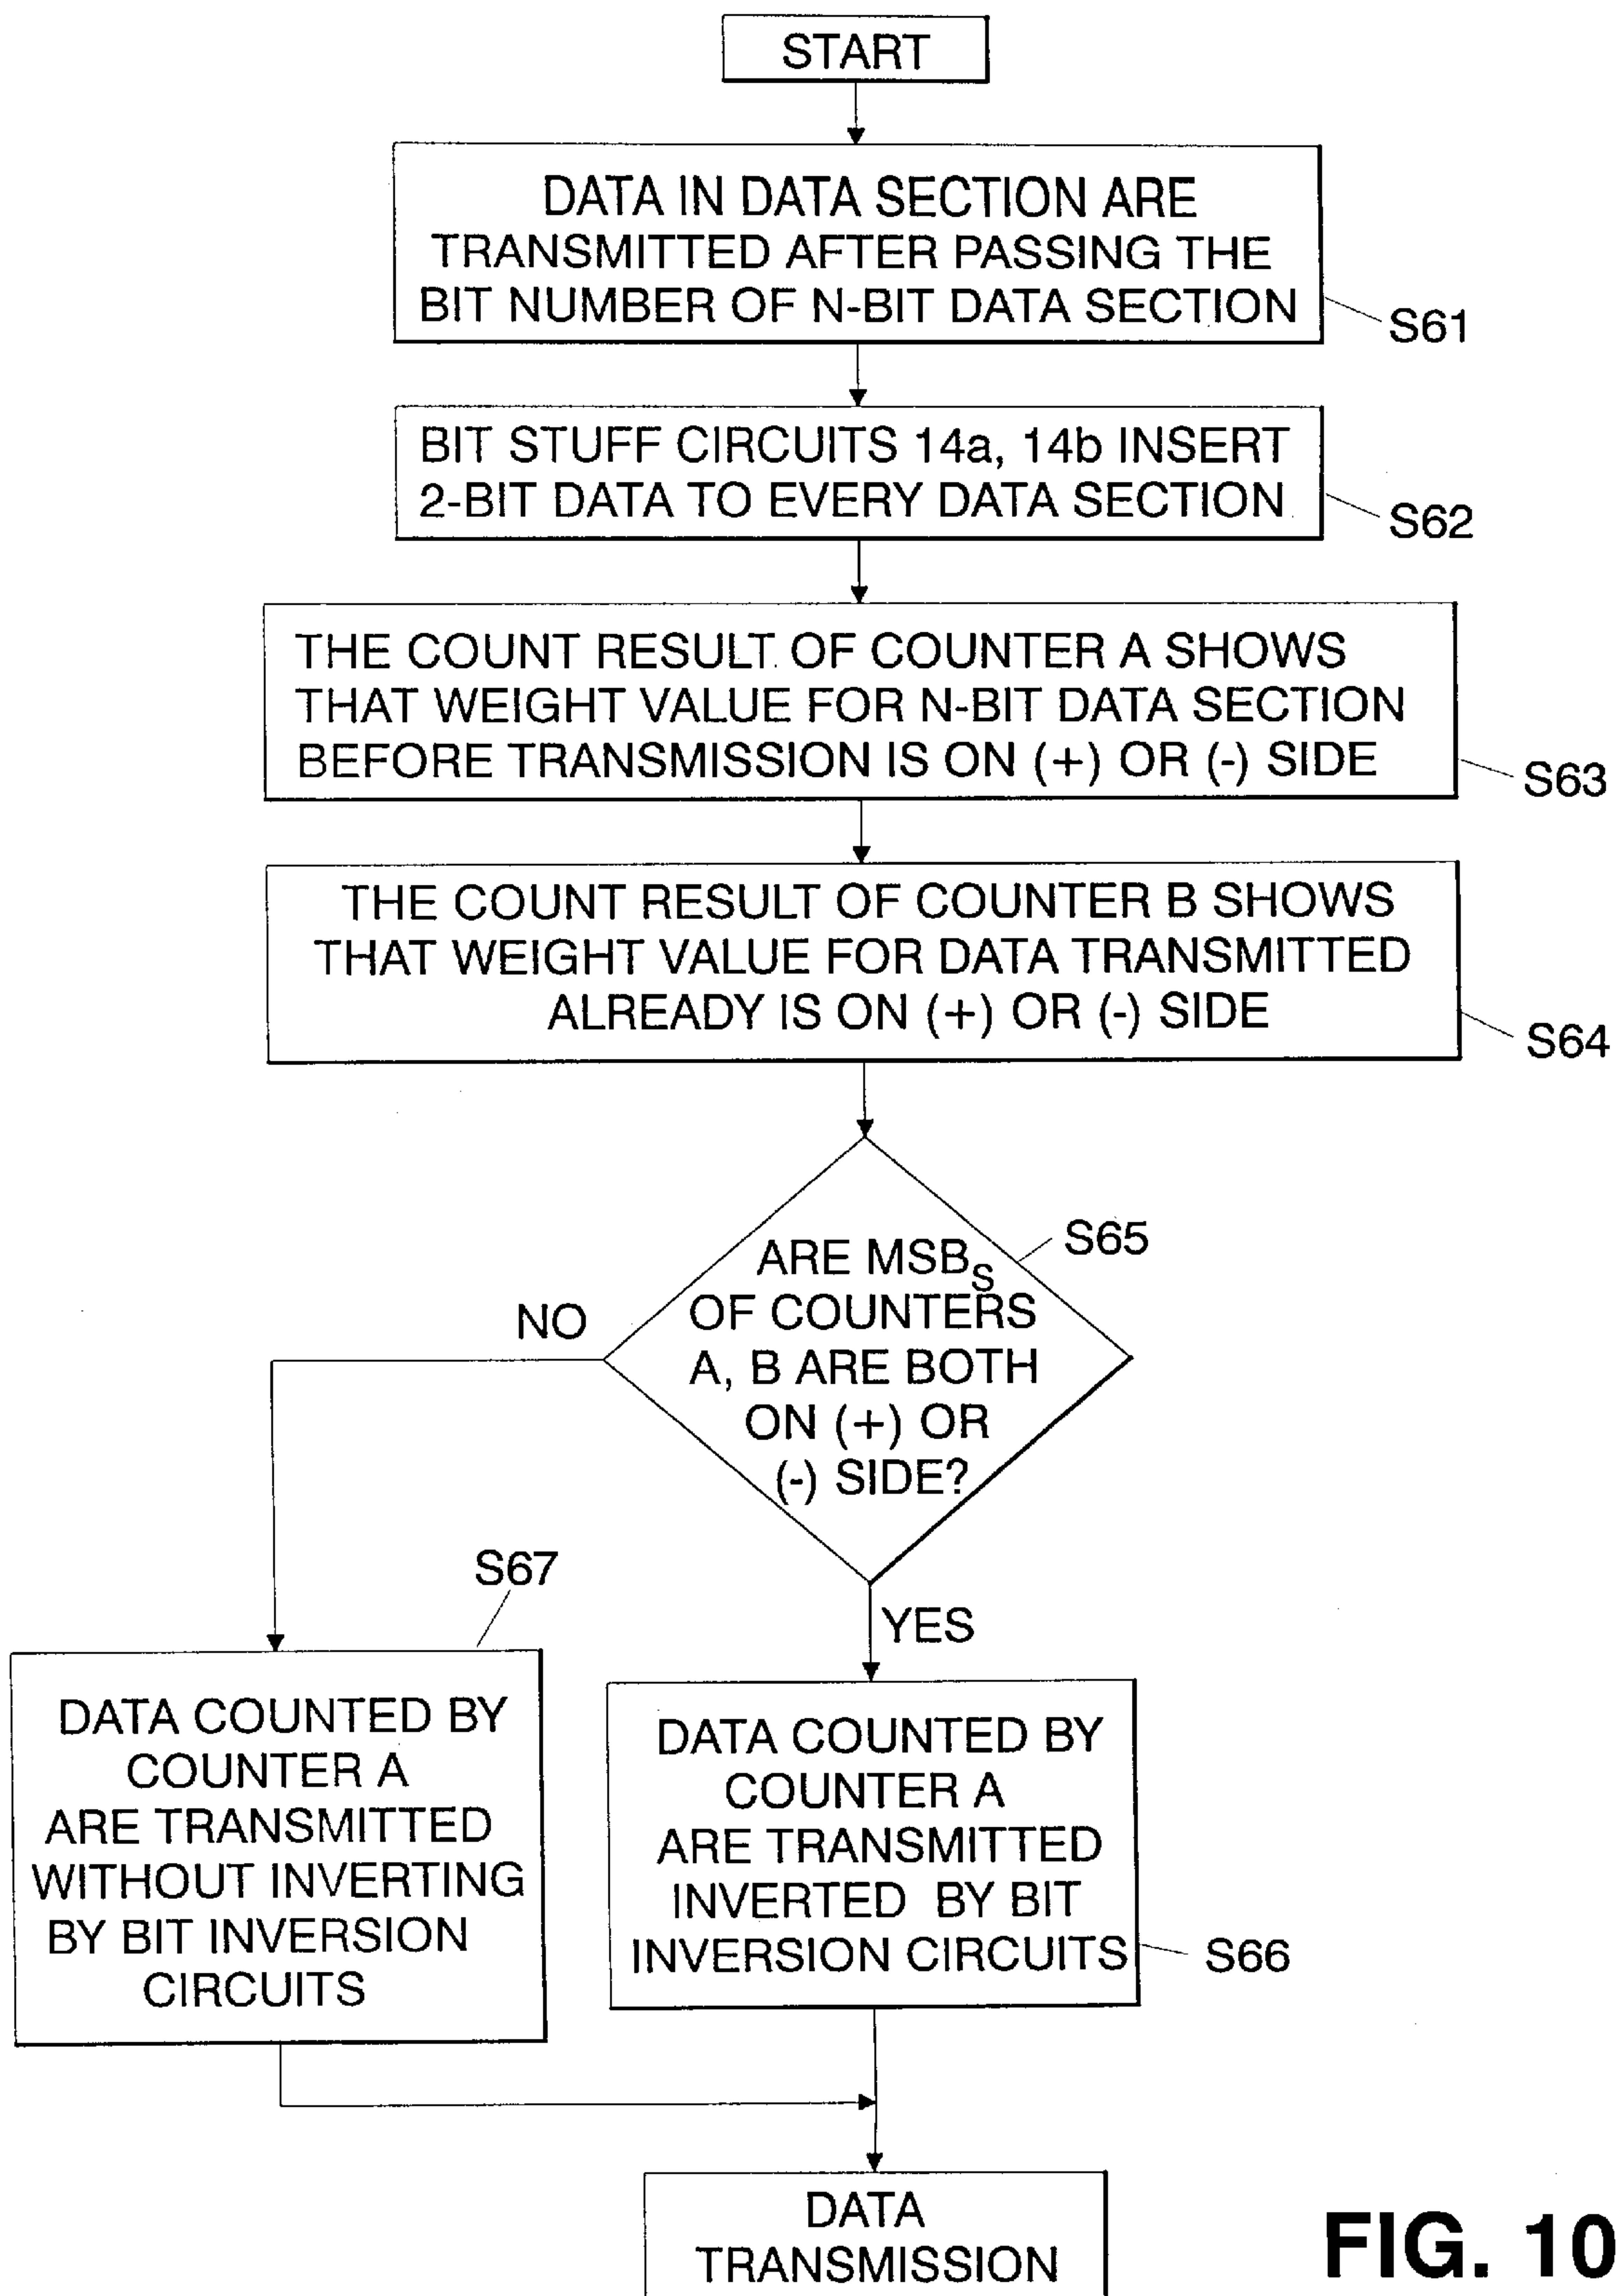 START
DATA IN DATA SECTION ARE
TRANSMITTED AFTER PASSING THE
BIT NUMBER OF N-BIT DATA SECTION
S61
BIT STUFF CIRCUITS 14a, 14b INSERT
2-BIT DATA TO EVERY DATA SECTION
S62
THE COUNT RESULT OF COUNTER A SHOWS
THAT WEIGHT VALUE FOR N-BIT DATA SECTION
BEFORE TRANSMISSION IS ON (+) OR (-) SIDE
S63
THE COUNT RESULT OF COUNTER B SHOWS
THAT WEIGHT VALUE FOR DATA TRANSMITTED
ALREADY IS ON (+) OR (-) SIDE
S64
ARE MSBS
OF COUNTERS
A, B ARE BOTH
ON (+) OR
(-) SIDE?
S65
NO
YES
S67
DATA COUNTED BY
COUNTER A
ARE TRANSMITTED
WITHOUT INVERTING
BY BIT INVERSION
CIRCUITS
DATA COUNTED BY
COUNTER A
ARE TRANSMITTED
INVERTED BY BIT
INVERSION CIRCUITS
S66
DATA
TRANSMISSION
FIG. 10